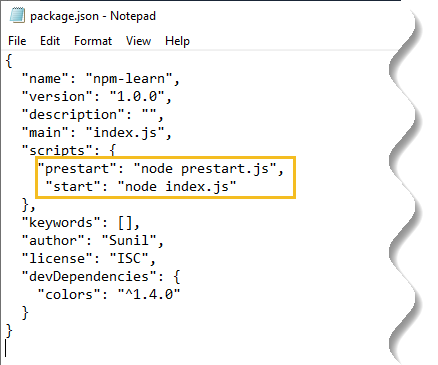 package.json - Notepad
File Edit Format View Help
{
  "name": "npm-learn",
  "version": "1.0.0",
  "description": "",
  "main": "index.js",
  "scripts": {
    "prestart": "node prestart.js",
     "start": "node index.js"
  },
  "keywords": [],
  "author": "Sunil",
  "license": "ISC",
  "devDependencies": {
    "colors": "^1.4.0"
  }
}